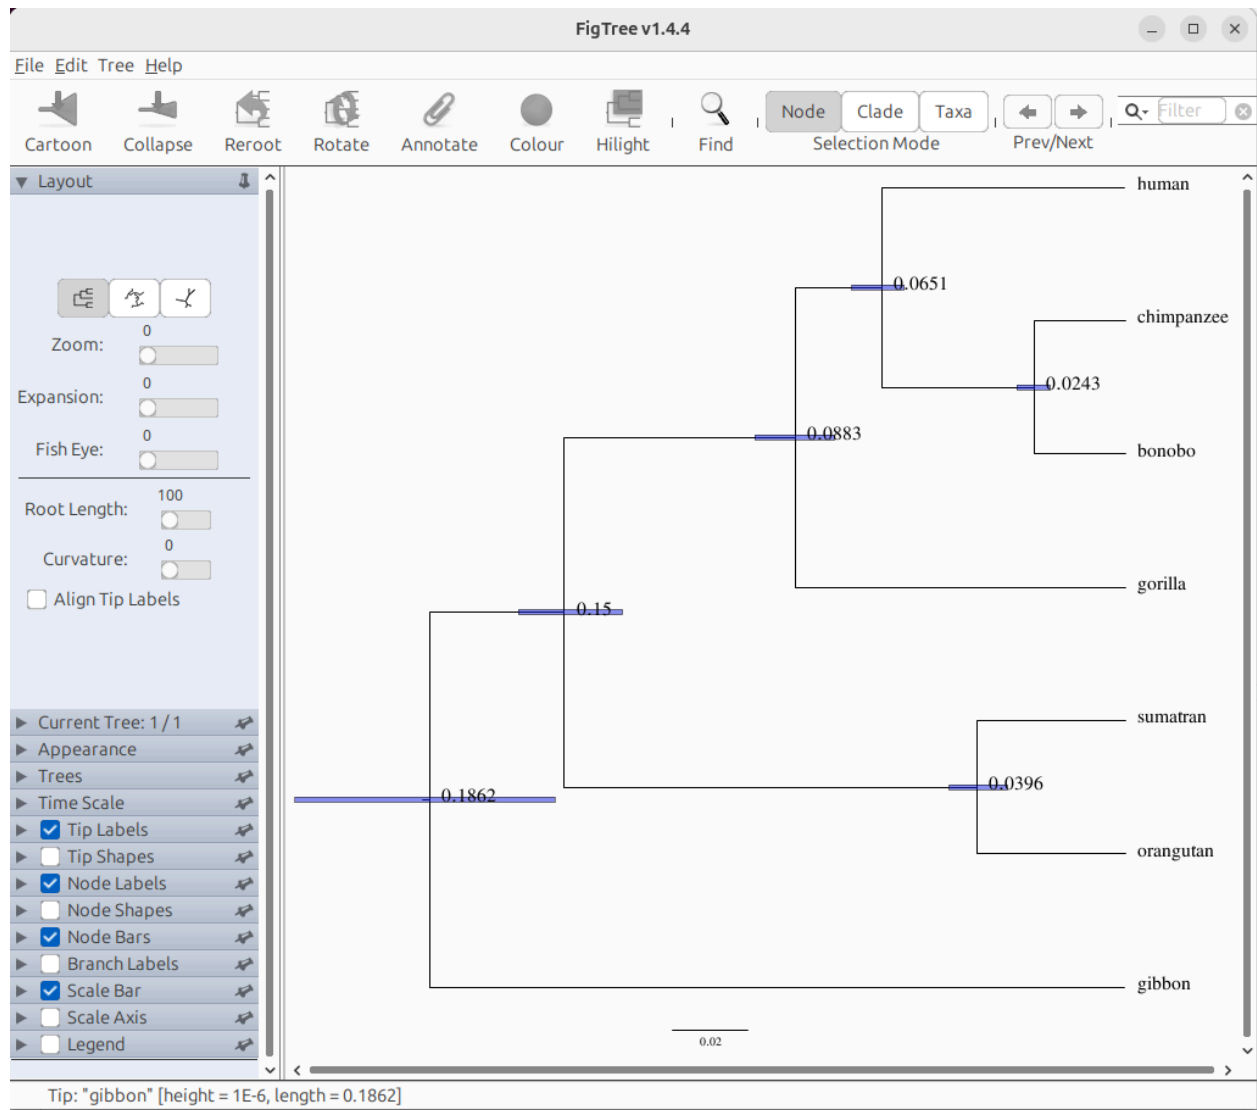 FigTree v1.4.4
File Edit Tree Help
Cartoon Collapse Reroot Rotate Annotate Colour Hilight Find Node Clade Taxa Selection Mode Prev/Next Filter
Layout
0
Zoom:
0
Expansion:
0
Fish Eye:
100
Root Length:
0
Curvature:
Align Tip Labels
Current Tree: 1 / 1
Appearance
Trees
Time Scale
Tip Labels
Tip Shapes
Node Labels
Node Shapes
Node Bars
Branch Labels
Scale Bar
Scale Axis
Legend
human
0.0651
chimpanzee
0.0243
0.0883
bonobo
gorilla
0.15
sumatran
0.0396
0.1862
orangutan
gibbon
0.02
Tip: "gibbon" [height = 1E-6, length = 0.1862]